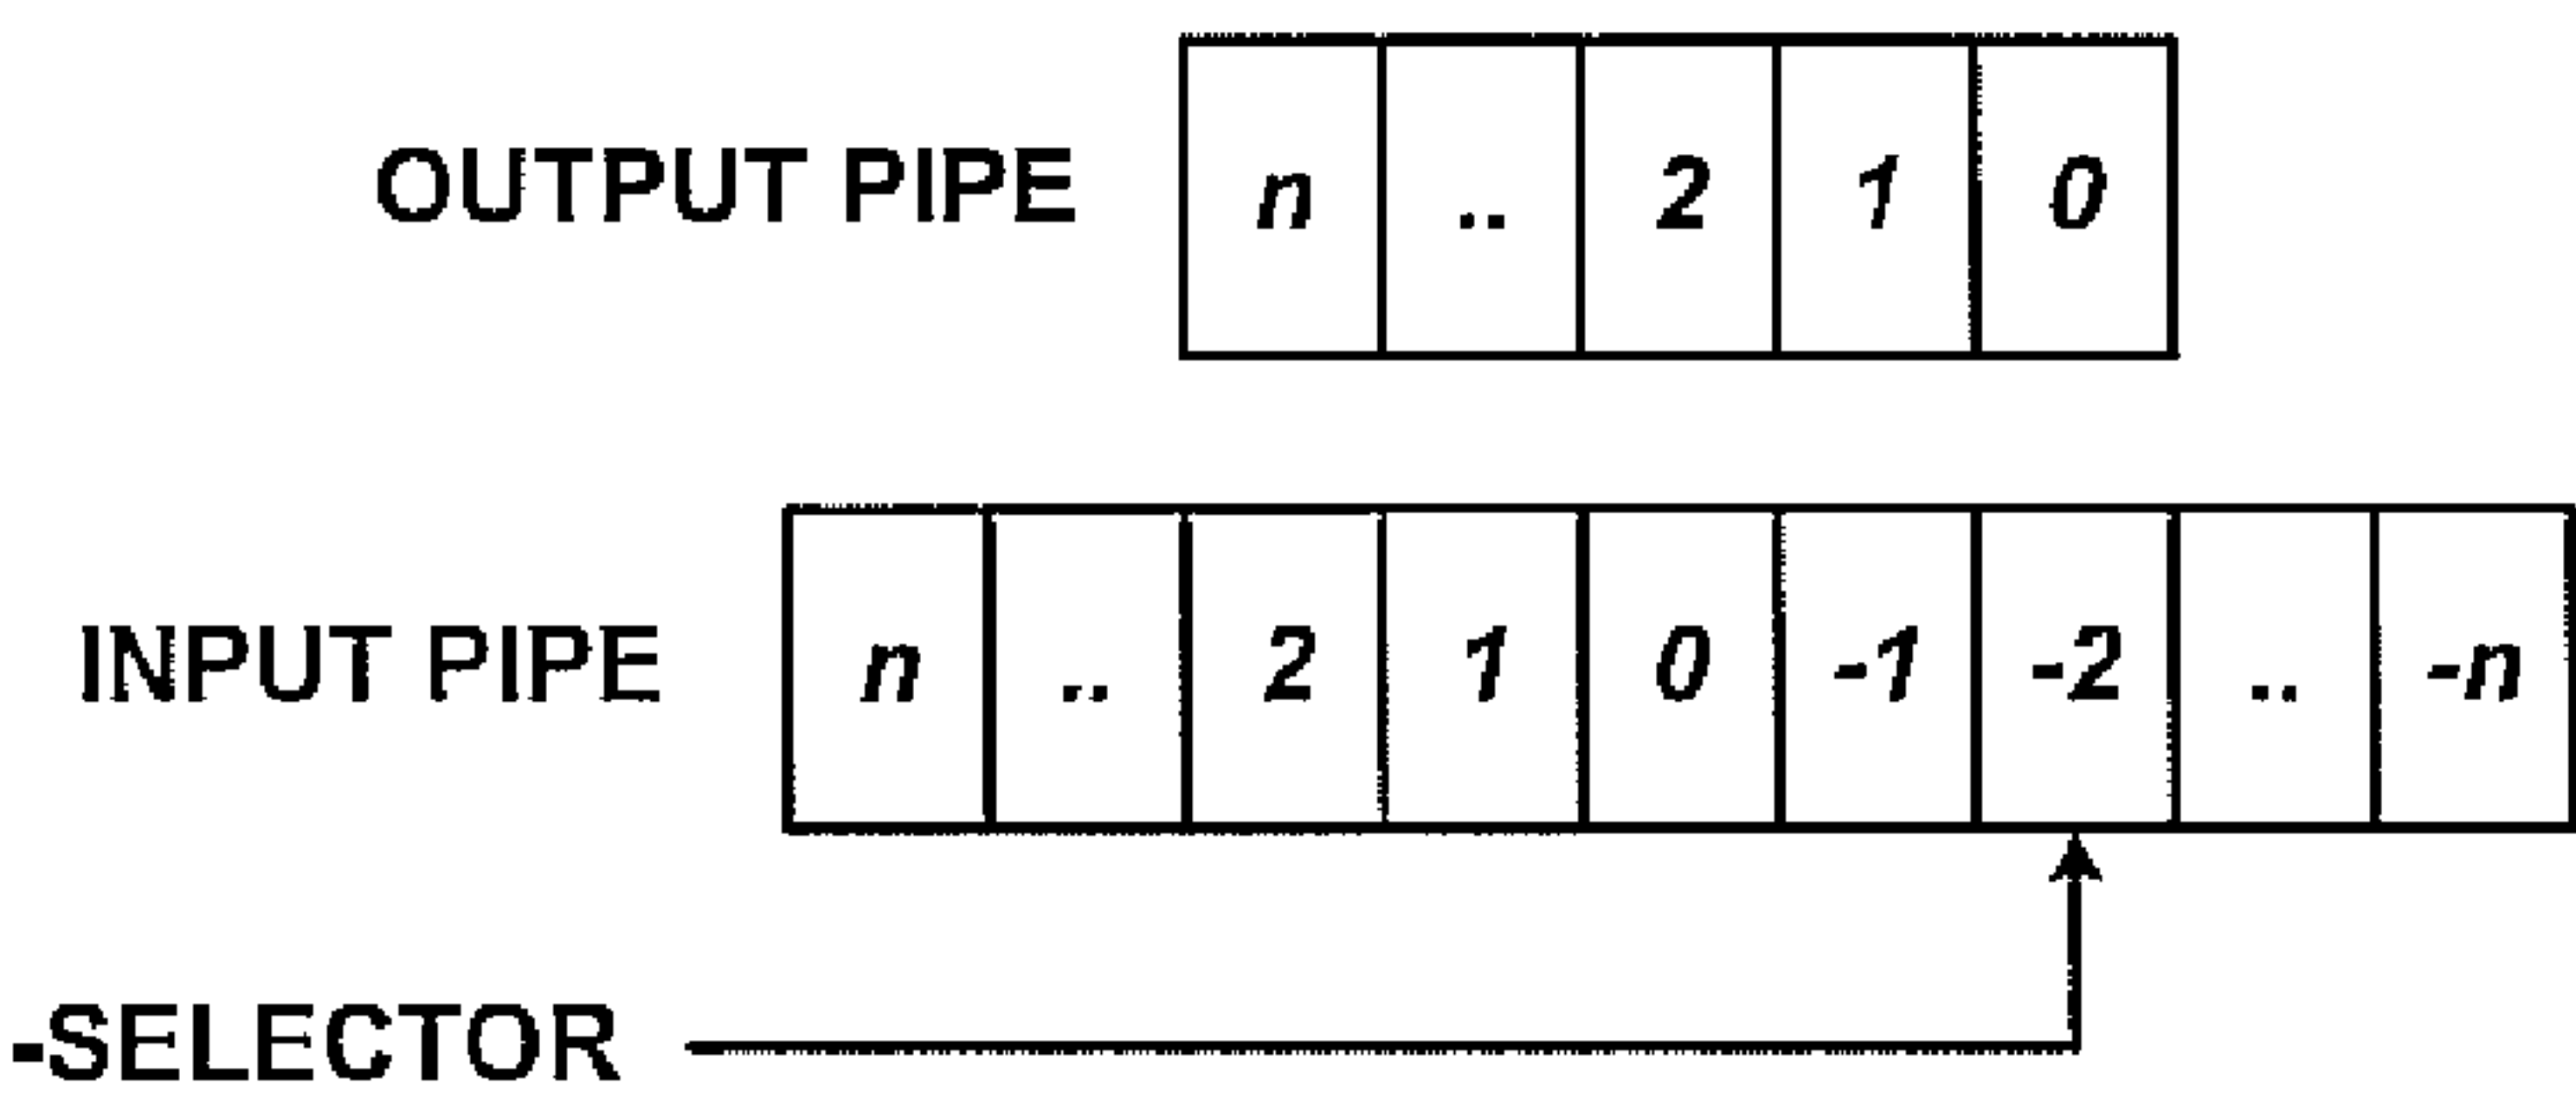 OUTPUT PIPE n .. 2 1 0
INPUT PIPE n .. 2 1 0 -1 -2 .. -n
-SELECTOR